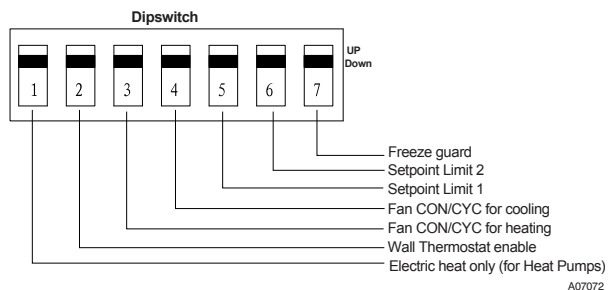 Dipswitch
UP
Down
1 2 3 4 5 6 7
Freeze guard
Setpoint Limit 2
Setpoint Limit 1
Fan CON/CYC for cooling
Fan CON/CYC for heating
Wall Thermostat enable
Electric heat only (for Heat Pumps)
A07072